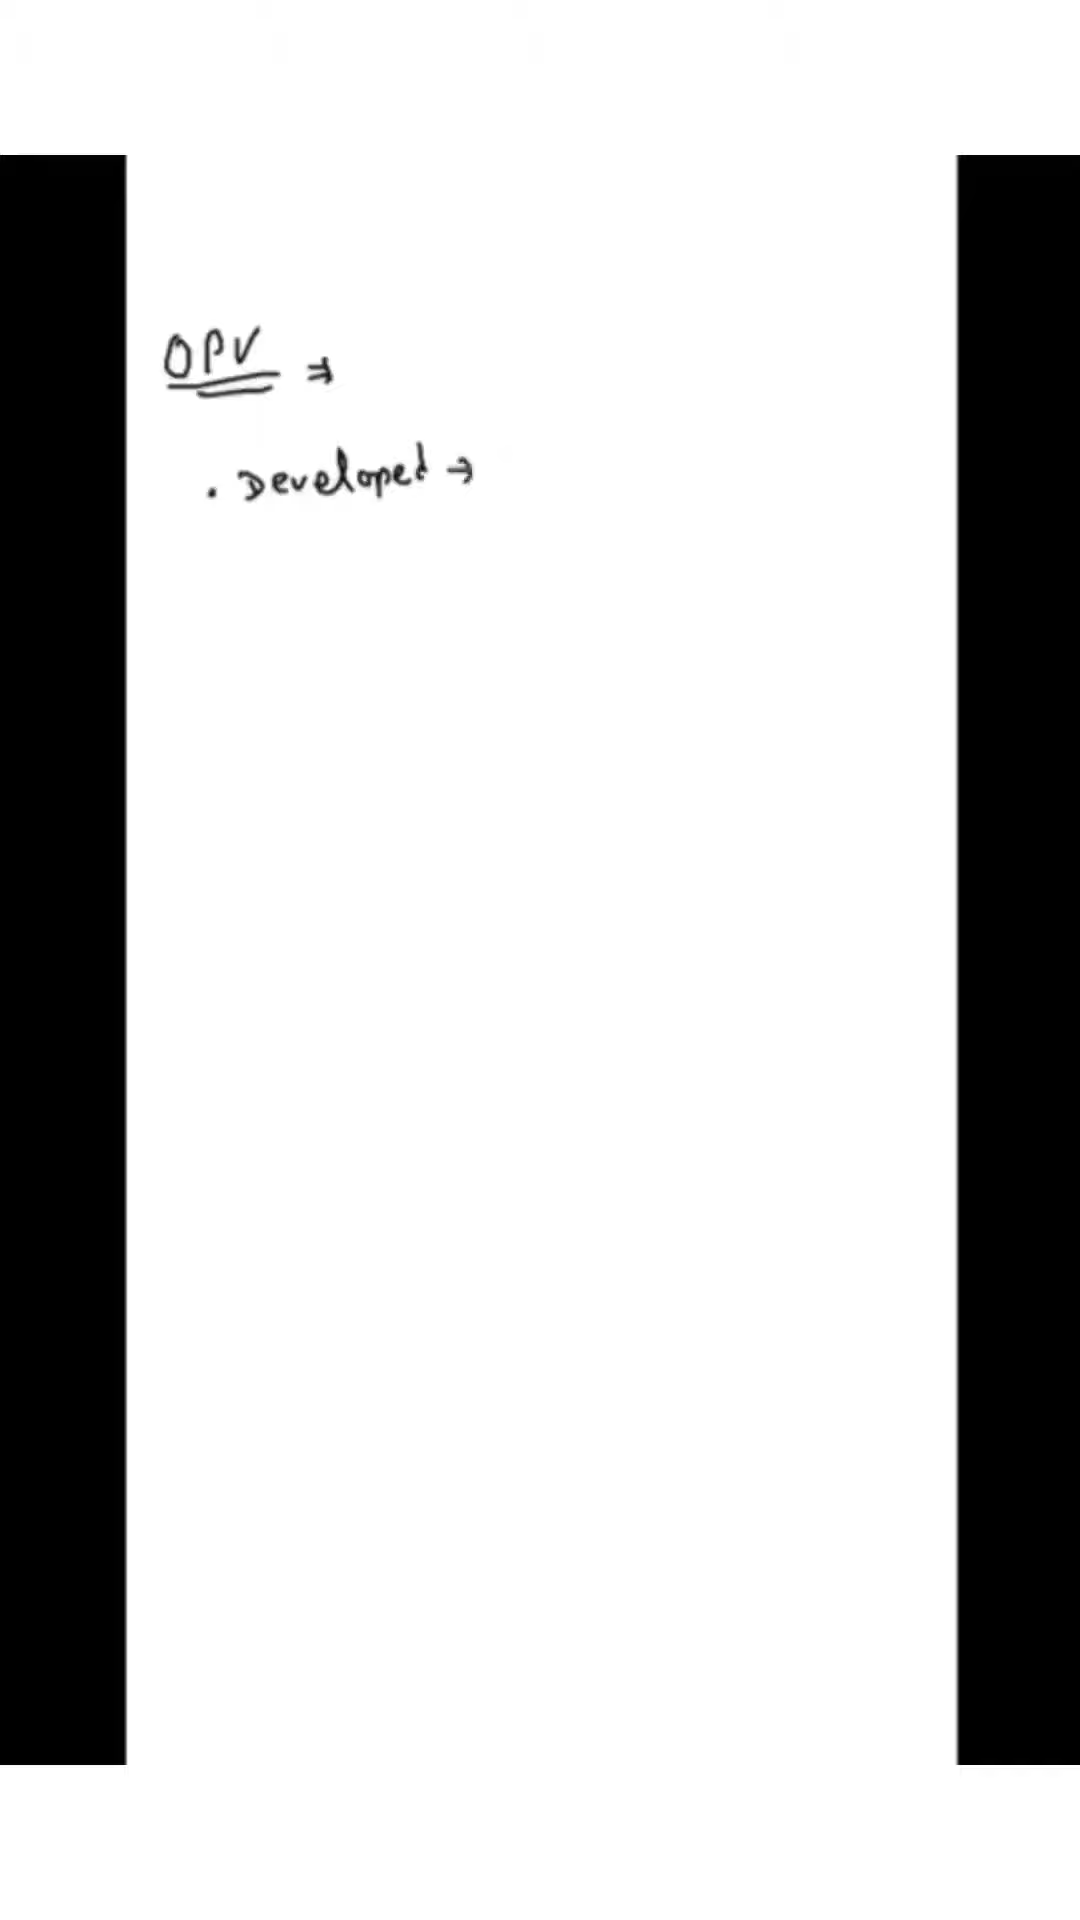 OPV ⇒
. Developed →